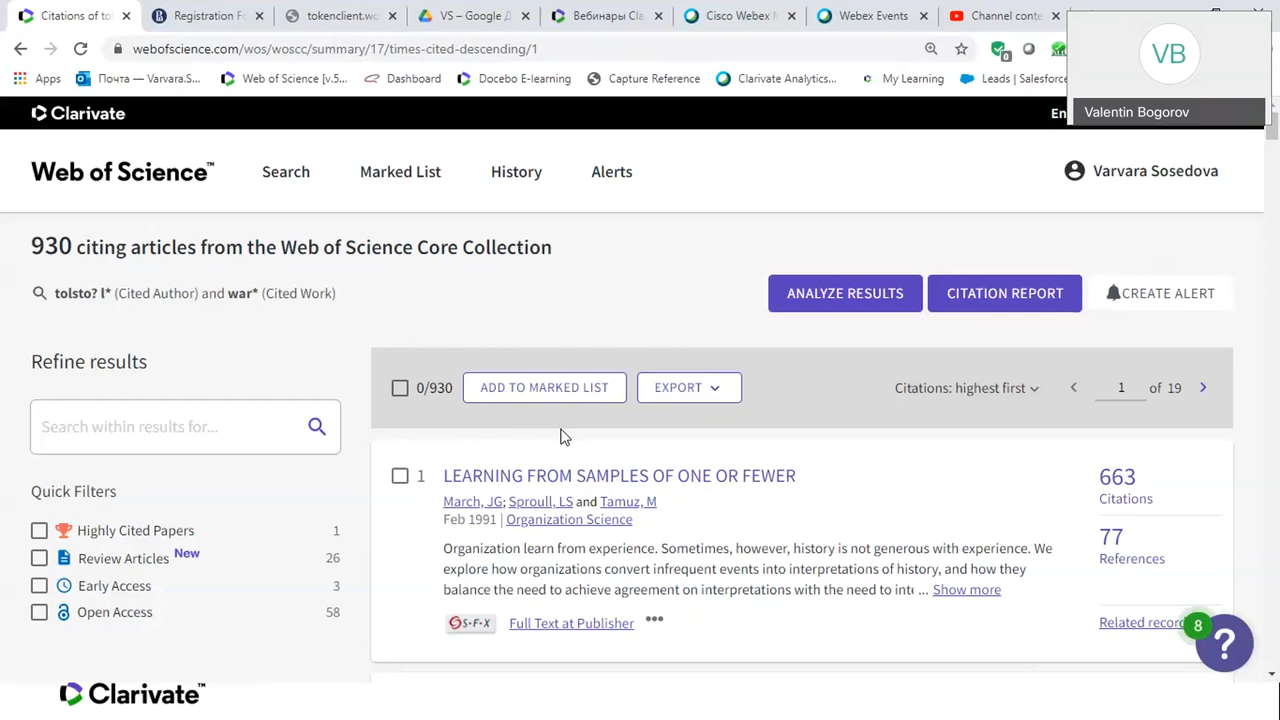 Citations of to
Registration Fo
tokenclient.wo
VS – Google Д
Вебинары Cla
Cisco Webex M
Webex Events
Channel conte
webofscience.com/wos/woscc/summary/17/times-cited-descending/1
VB
Valentin Bogorov
Apps
Почта — Varvara.S...
Web of Science [v.5...
Dashboard
Docebo E-learning
Capture Reference
Clarivate Analytics...
My Learning
Leads | Salesforce
Clarivate
En
Web of Science™
Search
Marked List
History
Alerts
Varvara Sosedova
930 citing articles from the Web of Science Core Collection
tolsto? l* (Cited Author) and war* (Cited Work)
ANALYZE RESULTS
CITATION REPORT
CREATE ALERT
Refine results
Search within results for...
Quick Filters
Highly Cited Papers 1
Review Articles New 26
Early Access 3
Open Access 58
0/930
ADD TO MARKED LIST
EXPORT
Citations: highest first
1 of 19
1 LEARNING FROM SAMPLES OF ONE OR FEWER
March, JG; Sproull, LS and Tamuz, M
Feb 1991 | Organization Science
Organization learn from experience. Sometimes, however, history is not generous with experience. We
explore how organizations convert infrequent events into interpretations of history, and how they
balance the need to achieve agreement on interpretations with the need to inte ... Show more
S·F·X
Full Text at Publisher
663
Citations
77
References
Related recor
8
?
Clarivate™